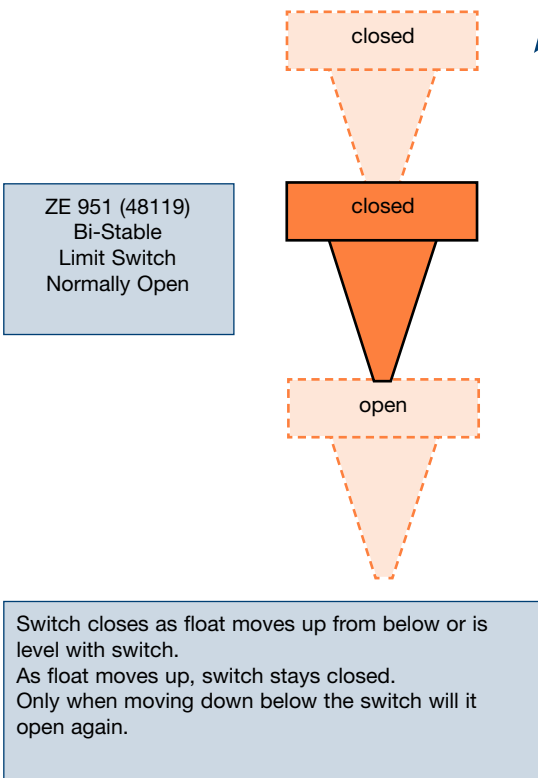 closed
ZE 951 (48119)
Bi-Stable
Limit Switch
Normally Open
closed
open
Switch closes as float moves up from below or is
level with switch.
As float moves up, switch stays closed.
Only when moving down below the switch will it
open again.